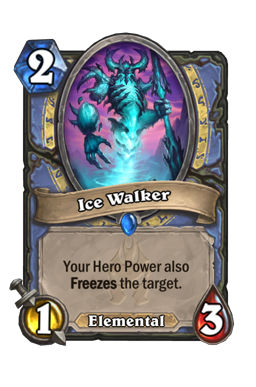 2
Ice Walker
Your Hero Power also
Freezes the target.
1
Elemental
3